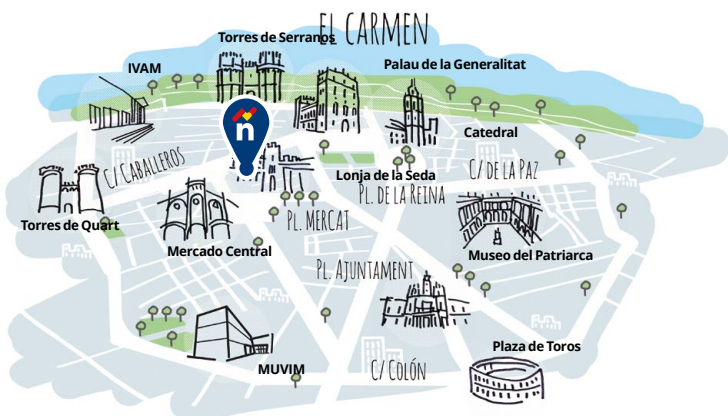 EL CARMEN
Torres de Serranos
IVAM
Palau de la Generalitat
ñ
Catedral
C/ CABALLEROS
Lonja de la Seda
C/ DE LA PAZ
PL. DE LA REINA
Torres de Quart
PL. MERCAT
Mercado Central
Museo del Patriarca
PL. AJUNTAMENT
Plaza de Toros
MUVIM
C/ COLÓN